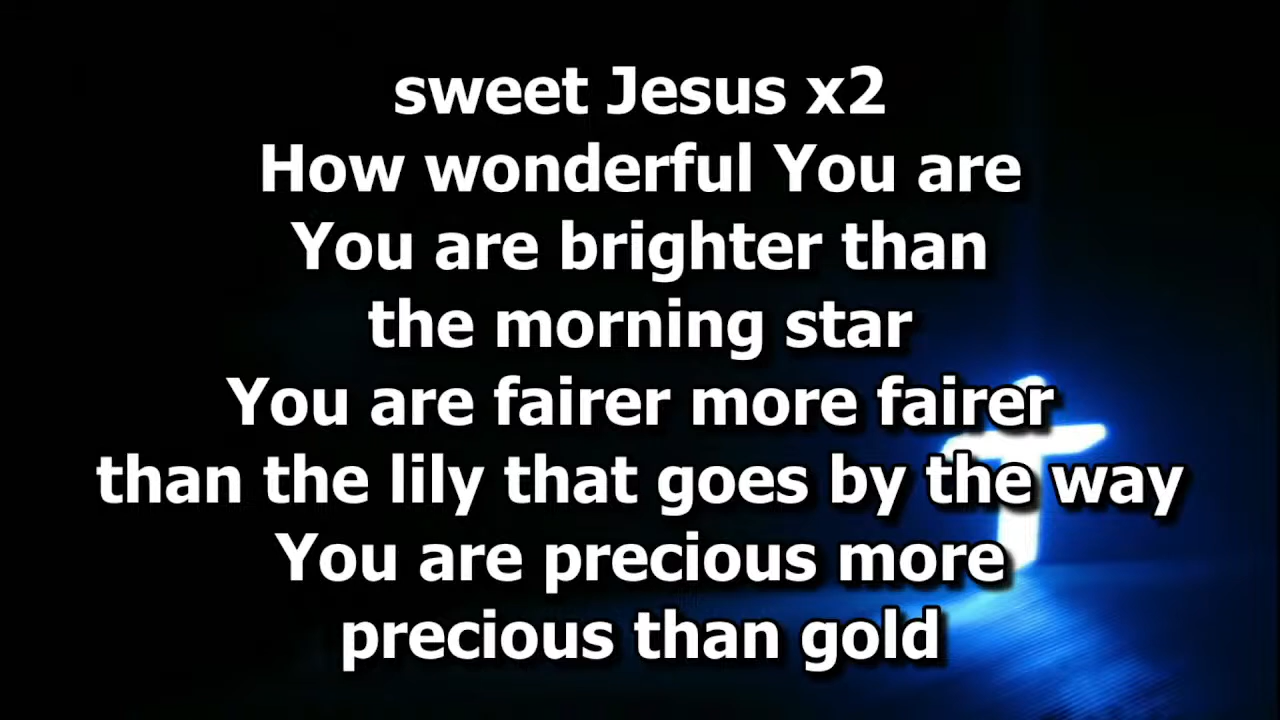 sweet Jesus x2
How wonderful You are
You are brighter than
the morning star
You are fairer more fairer
than the lily that goes by the way
You are precious more
precious than gold